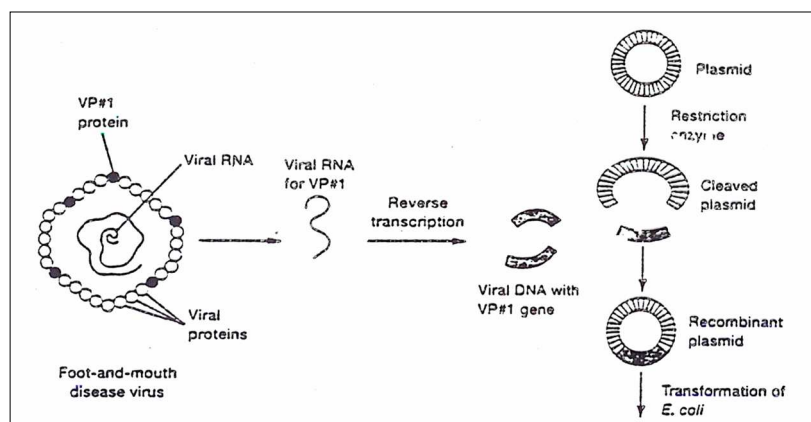 Plasmid
VP#1
protein
Restriction
enzyme
Viral RNA
Viral RNA
for VP#1
Reverse
transcription
Cleaved
plasmid
Viral DNA with
VP#1 gene
Viral
proteins
Recombinant
plasmid
Foot-and-mouth
disease virus
Transformation of
E. coli